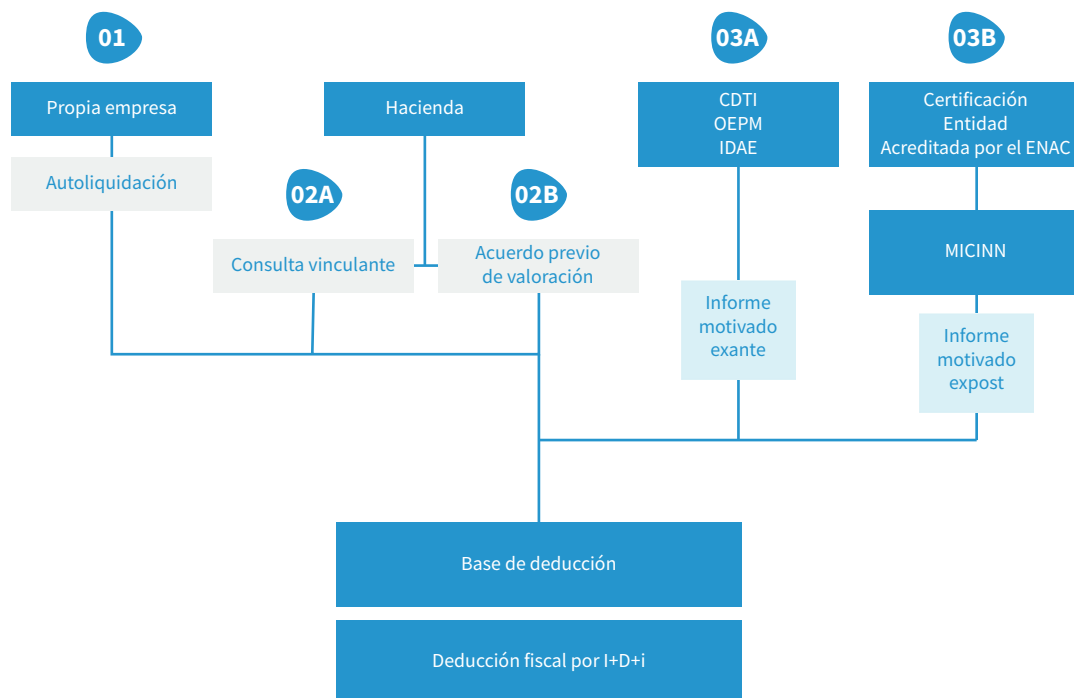 01
03A
03B
Propia empresa
Hacienda
CDTI
OEPM
IDAE
Certificación
Entidad
Acreditada por el ENAC
Autoliquidación
02A
02B
Consulta vinculante
Acuerdo previo
de valoración
MICINN
Informe
motivado
exante
Informe
motivado
expost
Base de deducción
Deducción fiscal por I+D+i